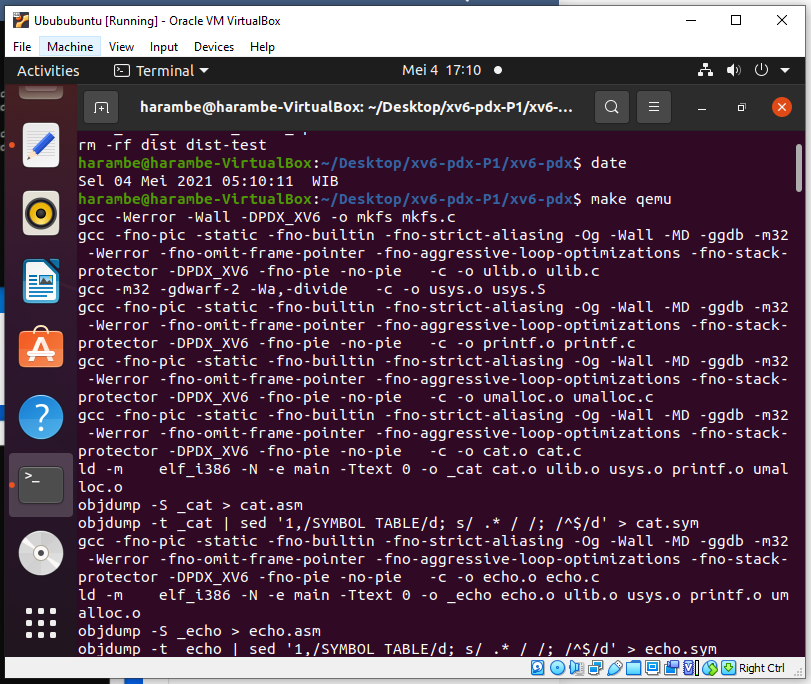 Ubububuntu [Running] - Oracle VM VirtualBox
File Machine View Input Devices Help
Activities Terminal Mei 4 17:10
harambe@harambe-VirtualBox: ~/Desktop/xv6-pdx-P1/xv6-...
rm -rf dist dist-test
harambe@harambe-VirtualBox:~/Desktop/xv6-pdx-P1/xv6-pdx$ date
Sel 04 Mei 2021 05:10:11  WIB
harambe@harambe-VirtualBox:~/Desktop/xv6-pdx-P1/xv6-pdx$ make qemu
gcc -Werror -Wall -DPDX_XV6 -o mkfs mkfs.c
gcc -fno-pic -static -fno-builtin -fno-strict-aliasing -Og -Wall -MD -ggdb -m32
 -Werror -fno-omit-frame-pointer -fno-aggressive-loop-optimizations -fno-stack-
protector -DPDX_XV6 -fno-pie -no-pie   -c -o ulib.o ulib.c
gcc -m32 -gdwarf-2 -Wa,-divide   -c -o usys.o usys.S
gcc -fno-pic -static -fno-builtin -fno-strict-aliasing -Og -Wall -MD -ggdb -m32
 -Werror -fno-omit-frame-pointer -fno-aggressive-loop-optimizations -fno-stack-
protector -DPDX_XV6 -fno-pie -no-pie   -c -o printf.o printf.c
gcc -fno-pic -static -fno-builtin -fno-strict-aliasing -Og -Wall -MD -ggdb -m32
 -Werror -fno-omit-frame-pointer -fno-aggressive-loop-optimizations -fno-stack-
protector -DPDX_XV6 -fno-pie -no-pie   -c -o umalloc.o umalloc.c
gcc -fno-pic -static -fno-builtin -fno-strict-aliasing -Og -Wall -MD -ggdb -m32
 -Werror -fno-omit-frame-pointer -fno-aggressive-loop-optimizations -fno-stack-
protector -DPDX_XV6 -fno-pie -no-pie   -c -o cat.o cat.c
ld -m    elf_i386 -N -e main -Ttext 0 -o _cat cat.o ulib.o usys.o printf.o umal
loc.o
objdump -S _cat > cat.asm
objdump -t _cat | sed '1,/SYMBOL TABLE/d; s/ .* / /; /^$/d' > cat.sym
gcc -fno-pic -static -fno-builtin -fno-strict-aliasing -Og -Wall -MD -ggdb -m32
 -Werror -fno-omit-frame-pointer -fno-aggressive-loop-optimizations -fno-stack-
protector -DPDX_XV6 -fno-pie -no-pie   -c -o echo.o echo.c
ld -m    elf_i386 -N -e main -Ttext 0 -o _echo echo.o ulib.o usys.o printf.o um
alloc.o
objdump -S _echo > echo.asm
objdump -t _echo | sed '1,/SYMBOL TABLE/d; s/ .* / /; /^$/d' > echo.sym
Right Ctrl